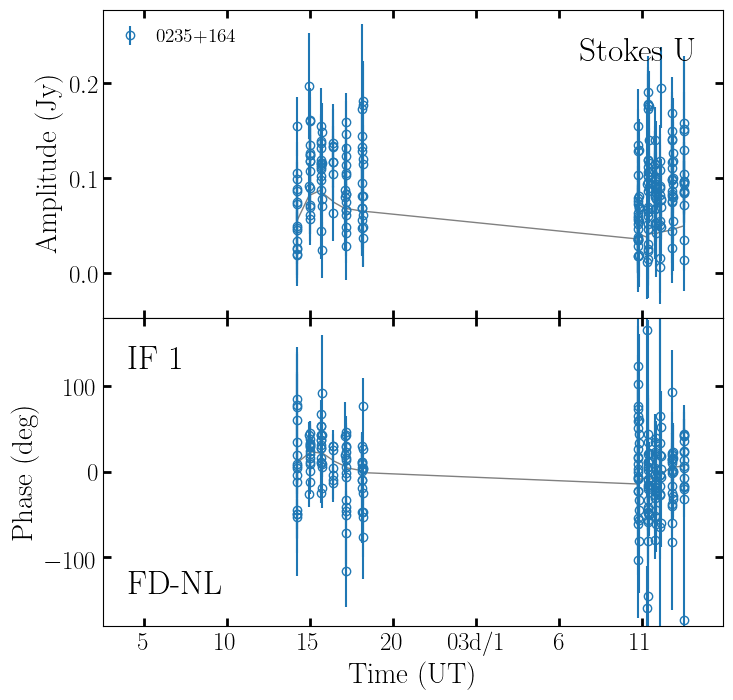 0235+164
Stokes U
0.2
0.1
0.0
Amplitude (Jy)
IF 1
100
0
−100
Phase (deg)
FD-NL
5 10 15 20 03d/1 6 11
Time (UT)